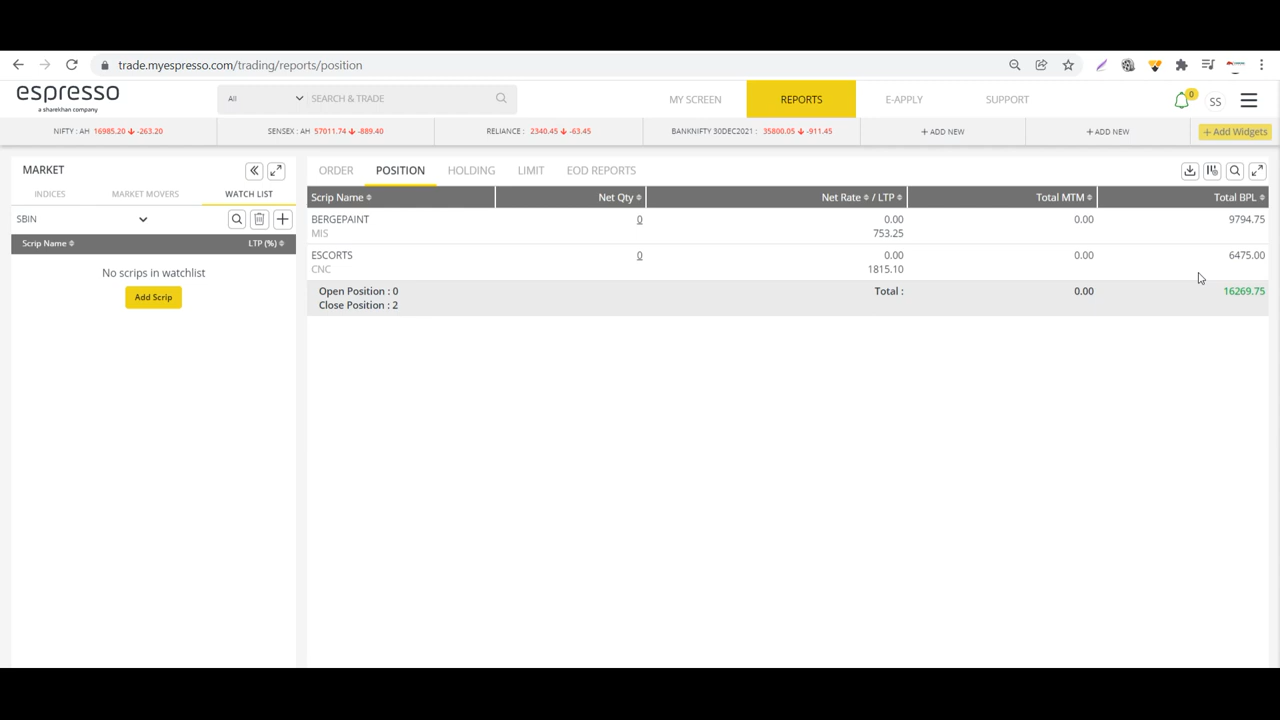 trade.myespresso.com/trading/reports/position
espresso
a sharekhan company
All
SEARCH & TRADE
MY SCREEN
REPORTS
E-APPLY
SUPPORT
0
SS
NIFTY : AH 16985.20 -263.20
SENSEX : AH 57011.74 -889.40
RELIANCE : 2340.45 -63.45
BANKNIFTY 30DEC2021 : 35800.05 -911.45
+ ADD NEW
+ ADD NEW
+ Add Widgets
MARKET
INDICES
MARKET MOVERS
WATCH LIST
SBIN
Scrip Name
LTP (%)
No scrips in watchlist
Add Scrip
ORDER
POSITION
HOLDING
LIMIT
EOD REPORTS
Scrip Name
Net Qty
Net Rate / LTP
Total MTM
Total BPL
BERGEPAINT 0 0.00 0.00 9794.75
MIS 753.25
ESCORTS 0 0.00 0.00 6475.00
CNC 1815.10
Open Position : 0 Total : 0.00 16269.75
Close Position : 2